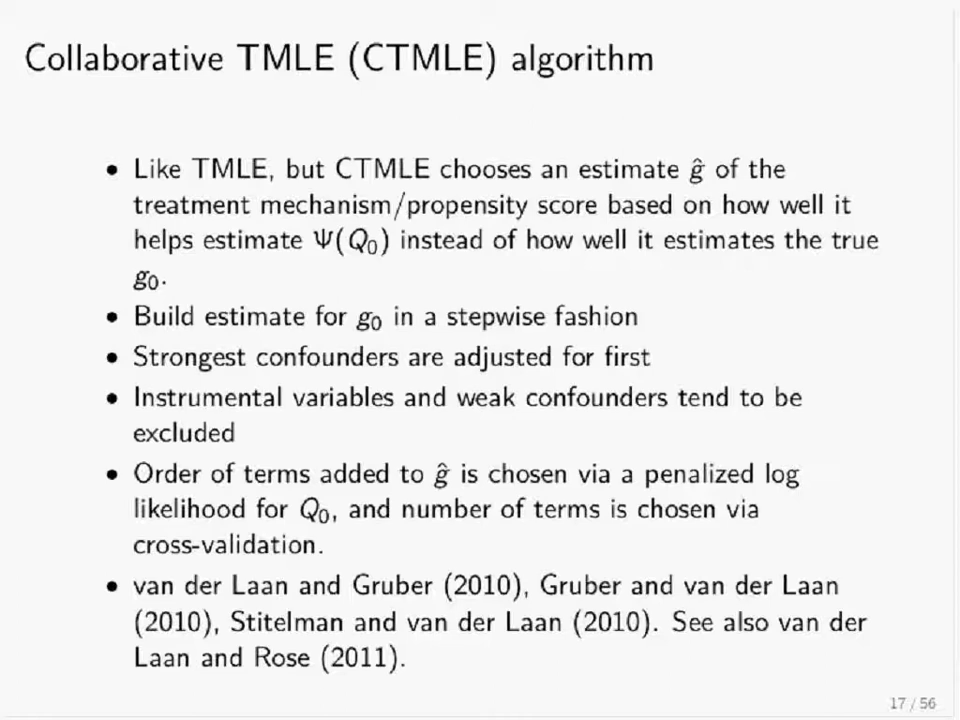 Collaborative TMLE (CTMLE) algorithm
• Like TMLE, but CTMLE chooses an estimate ĝ of the
treatment mechanism/propensity score based on how well it
helps estimate Ψ(Q₀) instead of how well it estimates the true
g₀.
• Build estimate for g₀ in a stepwise fashion
• Strongest confounders are adjusted for first
• Instrumental variables and weak confounders tend to be
excluded
• Order of terms added to ĝ is chosen via a penalized log
likelihood for Q₀, and number of terms is chosen via
cross-validation.
• van der Laan and Gruber (2010), Gruber and van der Laan
(2010), Stitelman and van der Laan (2010). See also van der
Laan and Rose (2011).
17 / 56